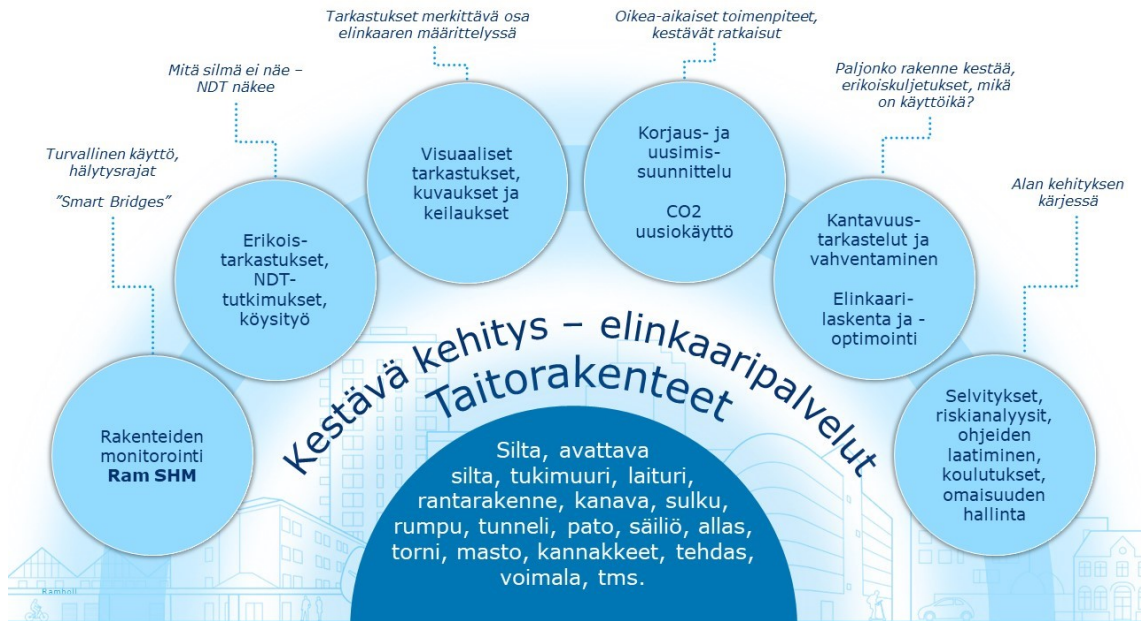 Tarkastukset merkittävä osa
elinkaaren määrittelyssä
Oikea-aikaiset toimenpiteet,
kestävät ratkaisut
Mitä silmä ei näe –
NDT näkee
Paljonko rakenne kestää,
erikoiskuljetukset, mikä
on käyttöikä?
Turvallinen käyttö,
hälytysrajat
"Smart Bridges"
Alan kehityksen
kärjessä
Rakenteiden
monitorointi
Ram SHM
Erikois-
tarkastukset,
NDT-
tutkimukset,
köysityö
Visuaaliset
tarkastukset,
kuvaukset ja
keilaukset
Korjaus- ja
uusimis-
suunnittelu
CO2
uusiokäyttö
Kantavuus-
tarkastelut ja
vahventaminen
Elinkaari-
laskenta ja -
optimointi
Selvitykset,
riskianalyysit,
ohjeiden
laatiminen,
koulutukset,
omaisuuden
hallinta
Kestävä kehitys – elinkaaripalvelut
Taitorakenteet
Silta, avattava
silta, tukimuuri, laituri,
rantarakenne, kanava, sulku,
rumpu, tunneli, pato, säiliö, allas,
torni, masto, kannakkeet, tehdas,
voimala, tms.
Ramboll